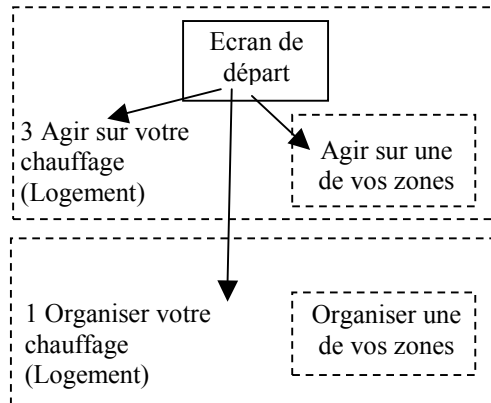 Ecran de
départ
3 Agir sur votre
chauffage
(Logement)
Agir sur une
de vos zones
1 Organiser votre
chauffage
(Logement)
Organiser une
de vos zones